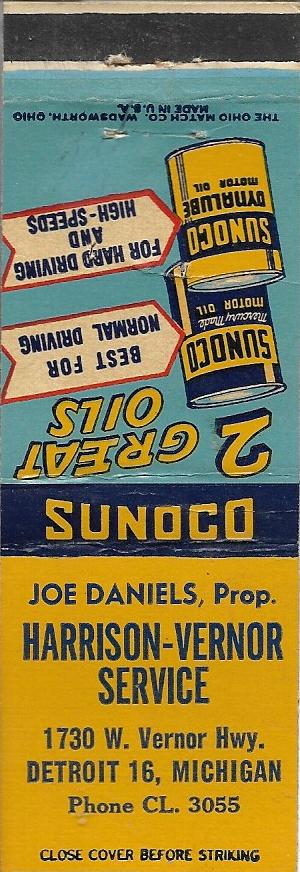 THE OHIO MATCH CO. WADSWORTH, OHIO
MADE IN U.S.A.
2 GREAT
OILS
BEST FOR
NORMAL DRIVING
SUNOCO
Mercury Made
MOTOR OIL
FOR HARD DRIVING
AND
HIGH-SPEEDS
SUNOCO
DYNALUBE
MOTOR OIL
SUNOCO
JOE DANIELS, Prop.
HARRISON-VERNOR
SERVICE
1730 W. Vernor Hwy.
DETROIT 16, MICHIGAN
Phone CL. 3055
CLOSE COVER BEFORE STRIKING